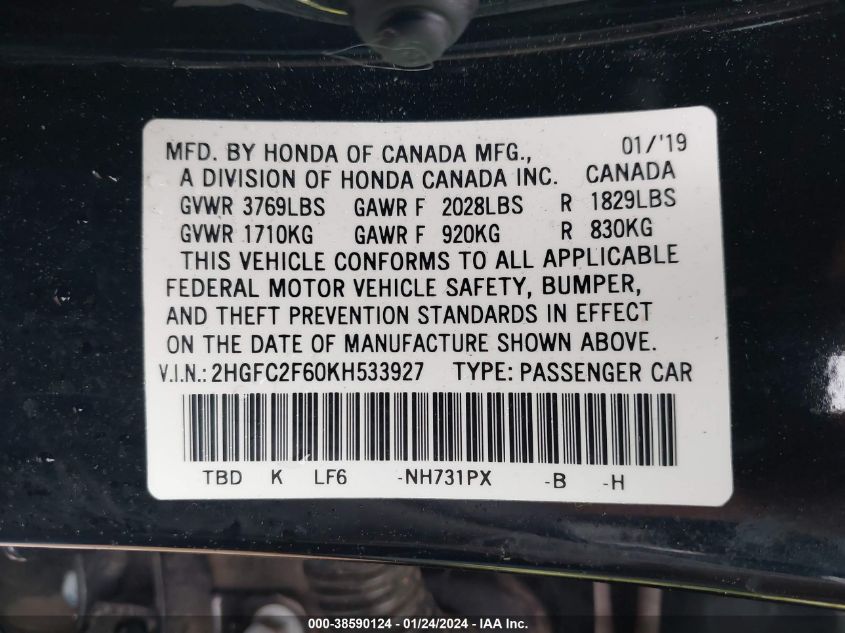 MFD. BY HONDA OF CANADA MFG., 01/'19
A DIVISION OF HONDA CANADA INC. CANADA
GVWR 3769LBS GAWR F 2028LBS R 1829LBS
GVWR 1710KG GAWR F 920KG R 830KG
THIS VEHICLE CONFORMS TO ALL APPLICABLE
FEDERAL MOTOR VEHICLE SAFETY, BUMPER,
AND THEFT PREVENTION STANDARDS IN EFFECT
ON THE DATE OF MANUFACTURE SHOWN ABOVE.
V.I.N.: 2HGFC2F60KH533927 TYPE: PASSENGER CAR
TBD K LF6 -NH731PX -B -H
000-38590124 - 01/24/2024 - IAA Inc.